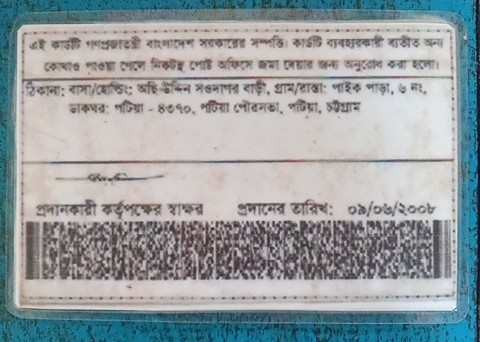 এই কার্ডটি গণপ্রজাতন্ত্রী বাংলাদেশ সরকারের সম্পত্তি। কার্ডটি ব্যবহারকারী ব্যতীত অন্য
কোথাও পাওয়া গেলে নিকটস্থ পোষ্ট অফিসে জমা দেয়ার জন্য অনুরোধ করা হলো।
ঠিকানা: বাসা/হোল্ডিং: অছি-উদ্দিন সওদাগর বাড়ী, গ্রাম/রাস্তা: পাইক পাড়া, ৬ নং,
ডাকঘর: পটিয়া - ৪৩৭০, পটিয়া পৌরসভা, পটিয়া, চট্টগ্রাম
প্রদানকারী কর্তৃপক্ষের স্বাক্ষর প্রদানের তারিখ: ০৯/০৬/২০০৮